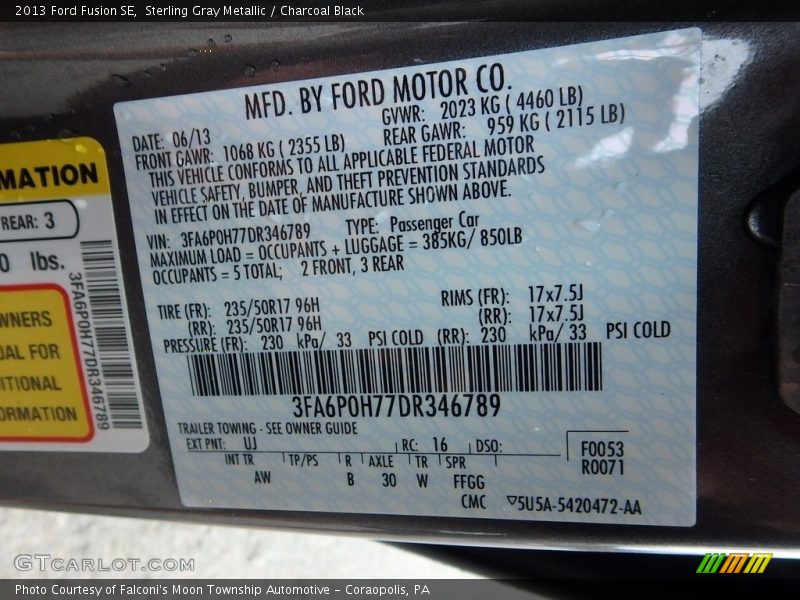 2013 Ford Fusion SE, Sterling Gray Metallic / Charcoal Black
MFD. BY FORD MOTOR CO.
DATE: 06/13 GVWR: 2023 KG ( 4460 LB)
FRONT GAWR: 1068 KG ( 2355 LB) REAR GAWR: 959 KG ( 2115 LB)
THIS VEHICLE CONFORMS TO ALL APPLICABLE FEDERAL MOTOR
VEHICLE SAFETY, BUMPER, AND THEFT PREVENTION STANDARDS
IN EFFECT ON THE DATE OF MANUFACTURE SHOWN ABOVE.
VIN: 3FA6P0H77DR346789 TYPE: Passenger Car
MAXIMUM LOAD = OCCUPANTS + LUGGAGE = 385KG/ 850LB
OCCUPANTS = 5 TOTAL; 2 FRONT, 3 REAR
TIRE (FR): 235/50R17 96H RIMS (FR): 17x7.5J
(RR): 235/50R17 96H (RR): 17x7.5J
PRESSURE (FR): 230 kPa/ 33 PSI COLD (RR): 230 kPa/ 33 PSI COLD
3FA6P0H77DR346789
TRAILER TOWING - SEE OWNER GUIDE
EXT PNT: UJ RC: 16 DSO: F0053
R0071
INT TR TP/PS R AXLE TR SPR
AW B 30 W FFGG
CMC 5U5A-5420472-AA
MATION
REAR: 3
0 lbs.
3FA6P0H77DR346789
WNERS
UAL FOR
ITIONAL
ORMATION
GTCARLOT.COM
Photo Courtesy of Falconi's Moon Township Automotive - Coraopolis, PA